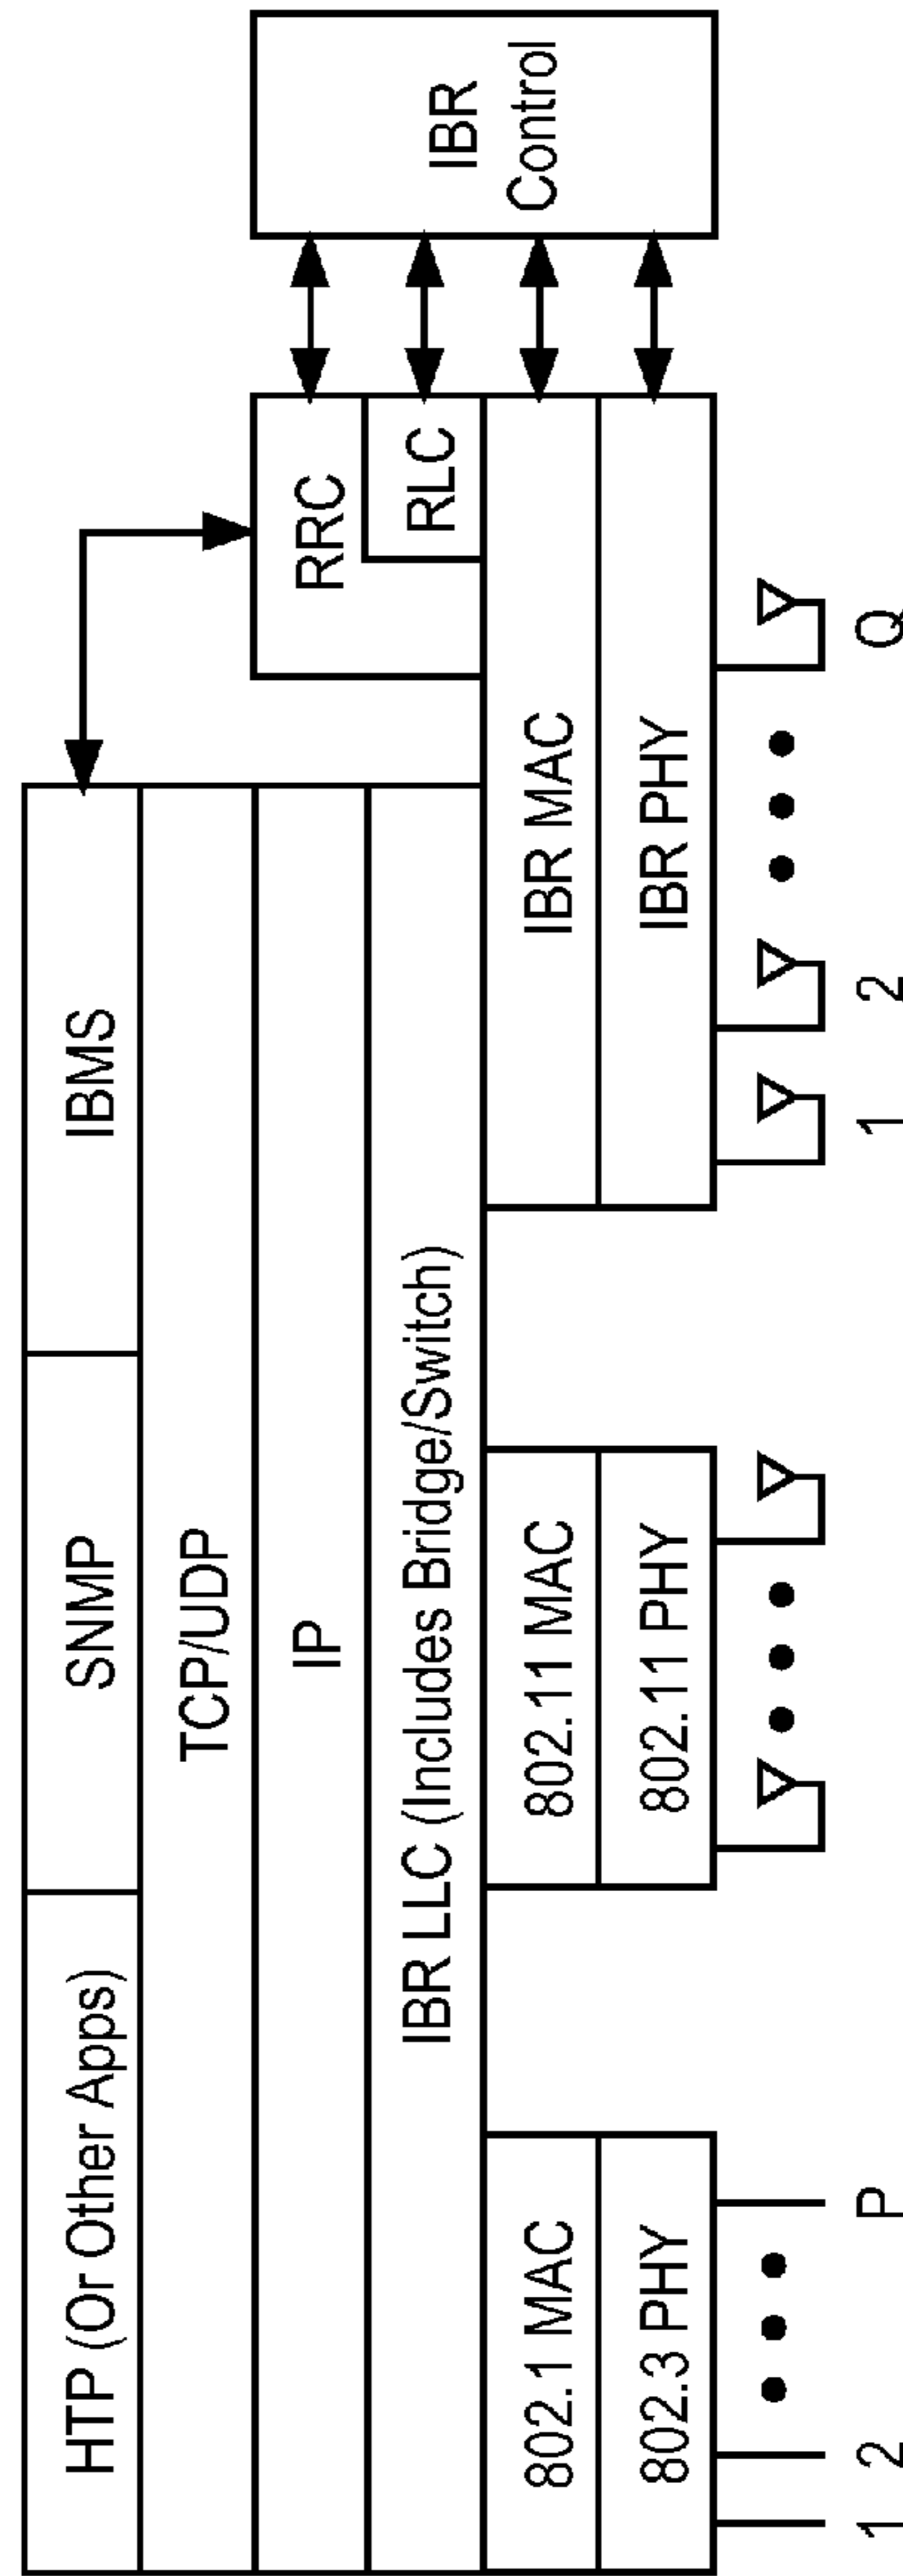 HTP (Or Other Apps)
SNMP
IBMS
TCP/UDP
IP
IBR LLC (Includes Bridge/Switch)
RRC
RLC
IBR
Control
802.1 MAC
802.3 PHY
802.11 MAC
802.11 PHY
IBR MAC
IBR PHY
1
2
P
1
2
Q